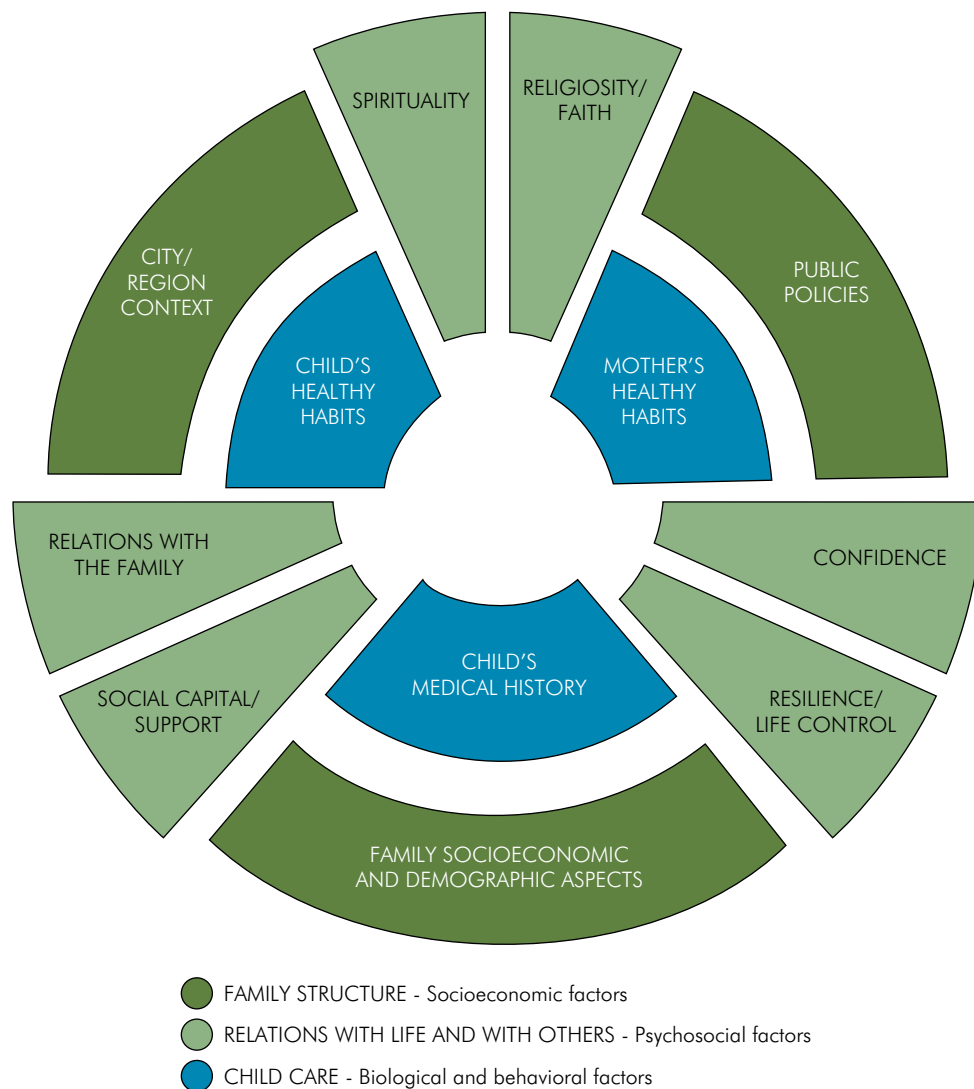 SPIRITUALITY
RELIGIOSITY/
FAITH
CITY/
REGION
CONTEXT
PUBLIC
POLICIES
CHILD'S
HEALTHY
HABITS
MOTHER'S
HEALTHY
HABITS
RELATIONS WITH
THE FAMILY
CONFIDENCE
SOCIAL CAPITAL/
SUPPORT
CHILD'S
MEDICAL HISTORY
RESILIENCE/
LIFE CONTROL
FAMILY SOCIOECONOMIC
AND DEMOGRAPHIC ASPECTS
FAMILY STRUCTURE - Socioeconomic factors
RELATIONS WITH LIFE AND WITH OTHERS - Psychosocial factors
CHILD CARE - Biological and behavioral factors